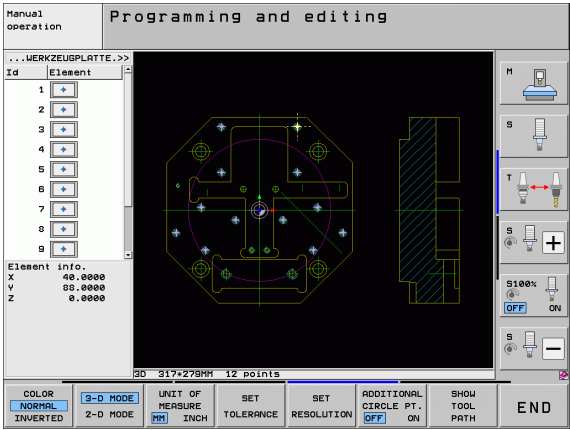 Manual
operation
Programming and editing
...WERKZEUGPLATTE.>>
Id Element
1
2
3
4
5
6
7
8
9
Element info.
X 40.0000
Y 88.0000
Z 0.0000
3D 317*279MM 12 points
M
S
T
S
S100%
OFF ON
S
COLOR
NORMAL
INVERTED
3-D MODE
2-D MODE
UNIT OF
MEASURE
MM INCH
SET
TOLERANCE
SET
RESOLUTION
ADDITIONAL
CIRCLE PT.
OFF ON
SHOW
TOOL
PATH
END